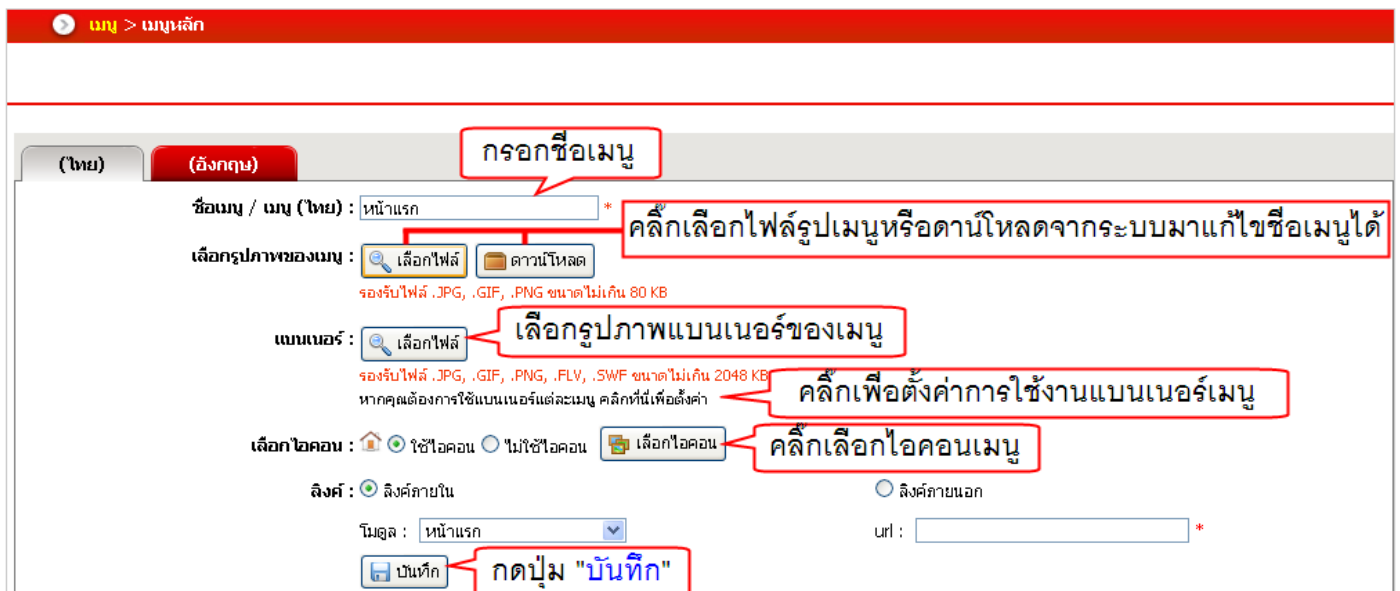 เมนู > เมนูหลัก
(ไทย)
(อังกฤษ)
กรอกชื่อเมนู
ชื่อเมนู / เมนู (ไทย) : หน้าแรก *
คลิ๊กเลือกไฟล์รูปเมนูหรือดาน์โหลดจากระบบมาแก้ไขชื่อเมนูได้
เลือกรูปภาพของเมนู : เลือกไฟล์ ดาวน์โหลด
รองรับไฟล์ .JPG, .GIF, .PNG ขนาดไม่เกิน 80 KB
แบนเนอร์ : เลือกไฟล์
เลือกรูปภาพแบนเนอร์ของเมนู
รองรับไฟล์ .JPG, .GIF, .PNG, .FLV, .SWF ขนาดไม่เกิน 2048 KB
หากคุณต้องการใช้แบนเนอร์แต่ละเมนู คลิกที่นี่เพื่อตั้งค่า
คลิ๊กเพื่อตั้งค่าการใช้งานแบนเนอร์เมนู
เลือกไอคอน : ใช้ไอคอน ไม่ใช้ไอคอน เลือกไอคอน
คลิ๊กเลือกไอคอนเมนู
ลิงค์ : ลิงค์ภายใน ลิงค์ภายนอก
โมดูล : หน้าแรก url : *
บันทึก
กดปุ่ม "บันทึก"